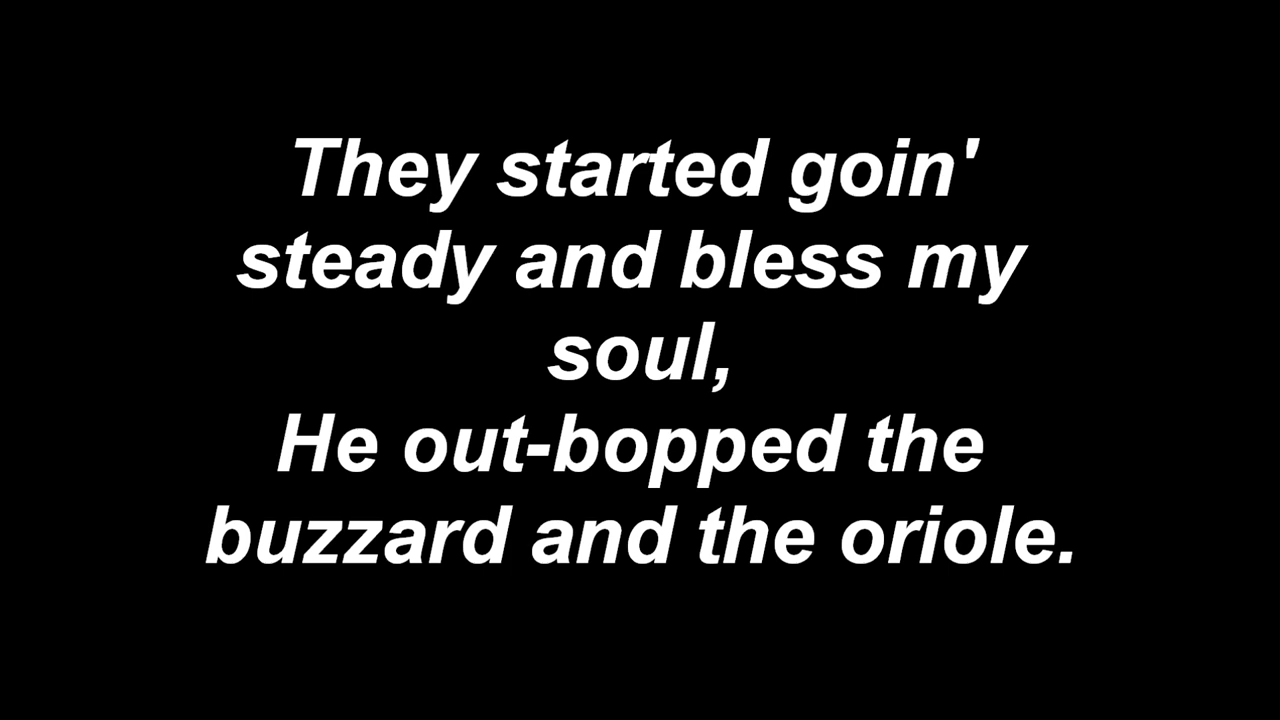 They started goin'
steady and bless my
soul,
He out-bopped the
buzzard and the oriole.